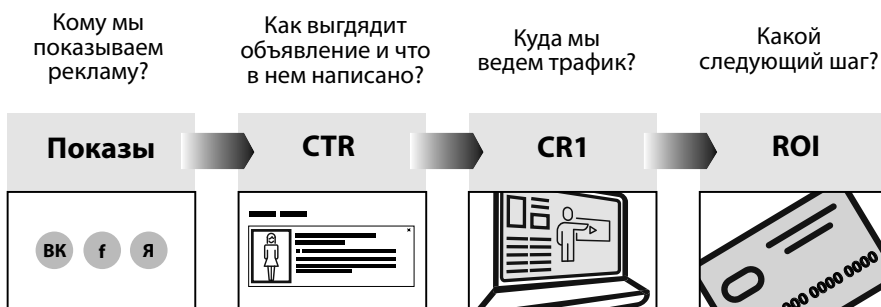 Кому мы
показываем
рекламу?
Как выгдядит
объявление и что
в нем написано?
Куда мы
ведем трафик?
Какой
следующий шаг?
Показы
CTR
CR1
ROI
ВК f Я
000 0000 0000